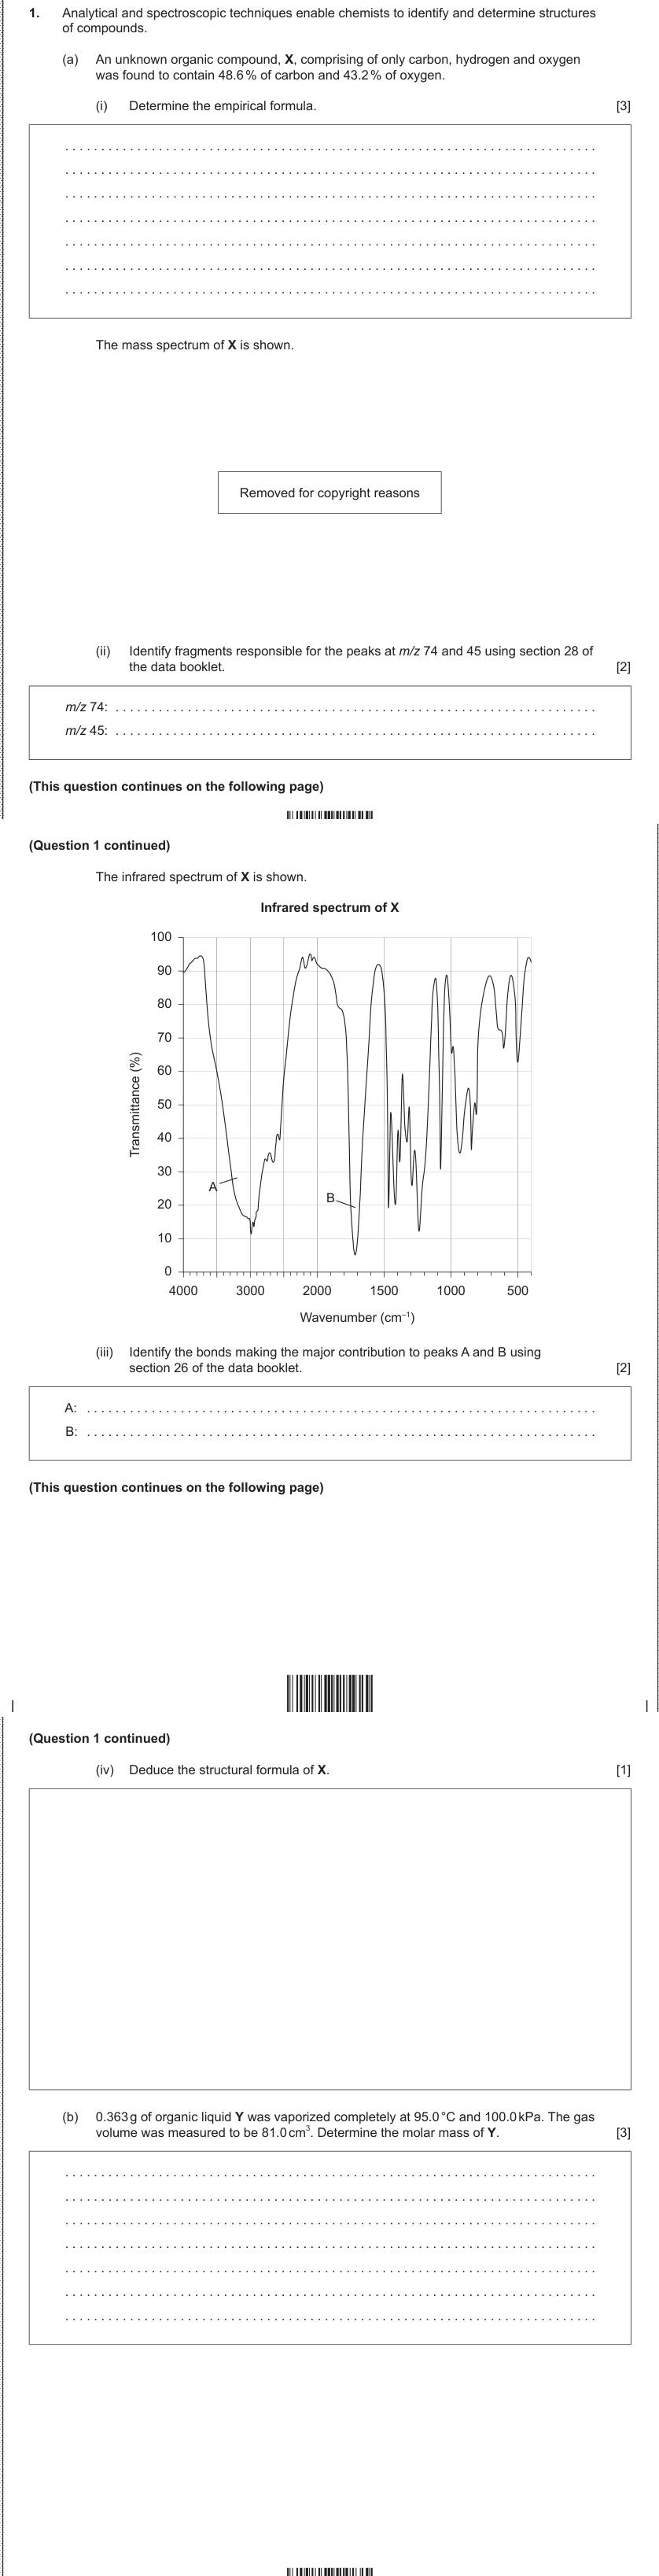 1. Analytical and spectroscopic techniques enable chemists to identify and determine structures
of compounds.
(a) An unknown organic compound, X, comprising of only carbon, hydrogen and oxygen
was found to contain 48.6 % of carbon and 43.2 % of oxygen.
(i) Determine the empirical formula. [3]
The mass spectrum of X is shown.
Removed for copyright reasons
(ii) Identify fragments responsible for the peaks at m/z 74 and 45 using section 28 of
the data booklet. [2]
m/z 74:
m/z 45:
(This question continues on the following page)
(Question 1 continued)
The infrared spectrum of X is shown.
Infrared spectrum of X
100
90
80
70
60
50
40
30
20
10
0
Transmittance (%)
A
B
4000 3000 2000 1500 1000 500
Wavenumber (cm⁻¹)
(iii) Identify the bonds making the major contribution to peaks A and B using
section 26 of the data booklet. [2]
A:
B:
(This question continues on the following page)
(Question 1 continued)
(iv) Deduce the structural formula of X. [1]
(b) 0.363 g of organic liquid Y was vaporized completely at 95.0 °C and 100.0 kPa. The gas
volume was measured to be 81.0 cm³. Determine the molar mass of Y. [3]